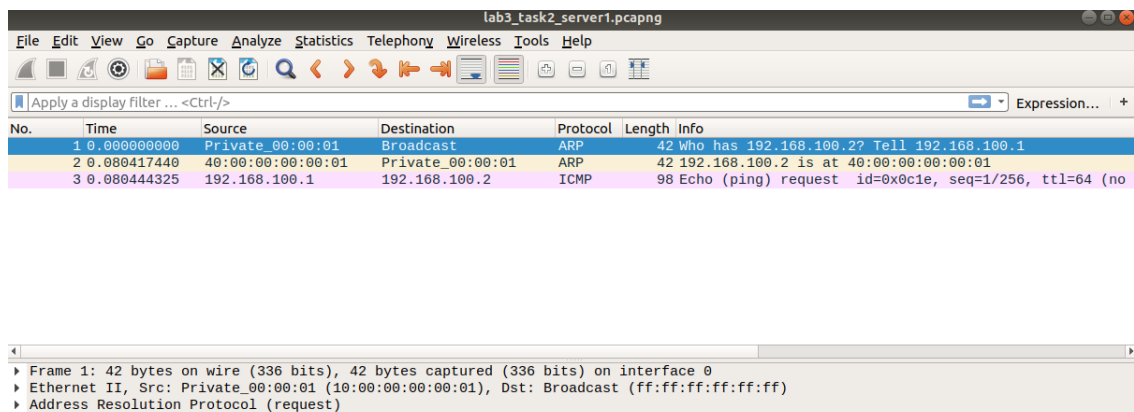 lab3_task2_server1.pcapng
File Edit View Go Capture Analyze Statistics Telephony Wireless Tools Help
Apply a display filter … <Ctrl-/> Expression… +
No. Time Source Destination Protocol Length Info
1 0.000000000 Private_00:00:01 Broadcast ARP 42 Who has 192.168.100.2? Tell 192.168.100.1
2 0.080417440 40:00:00:00:00:01 Private_00:00:01 ARP 42 192.168.100.2 is at 40:00:00:00:00:01
3 0.080444325 192.168.100.1 192.168.100.2 ICMP 98 Echo (ping) request id=0x0c1e, seq=1/256, ttl=64 (no
Frame 1: 42 bytes on wire (336 bits), 42 bytes captured (336 bits) on interface 0
Ethernet II, Src: Private_00:00:01 (10:00:00:00:00:01), Dst: Broadcast (ff:ff:ff:ff:ff:ff)
Address Resolution Protocol (request)